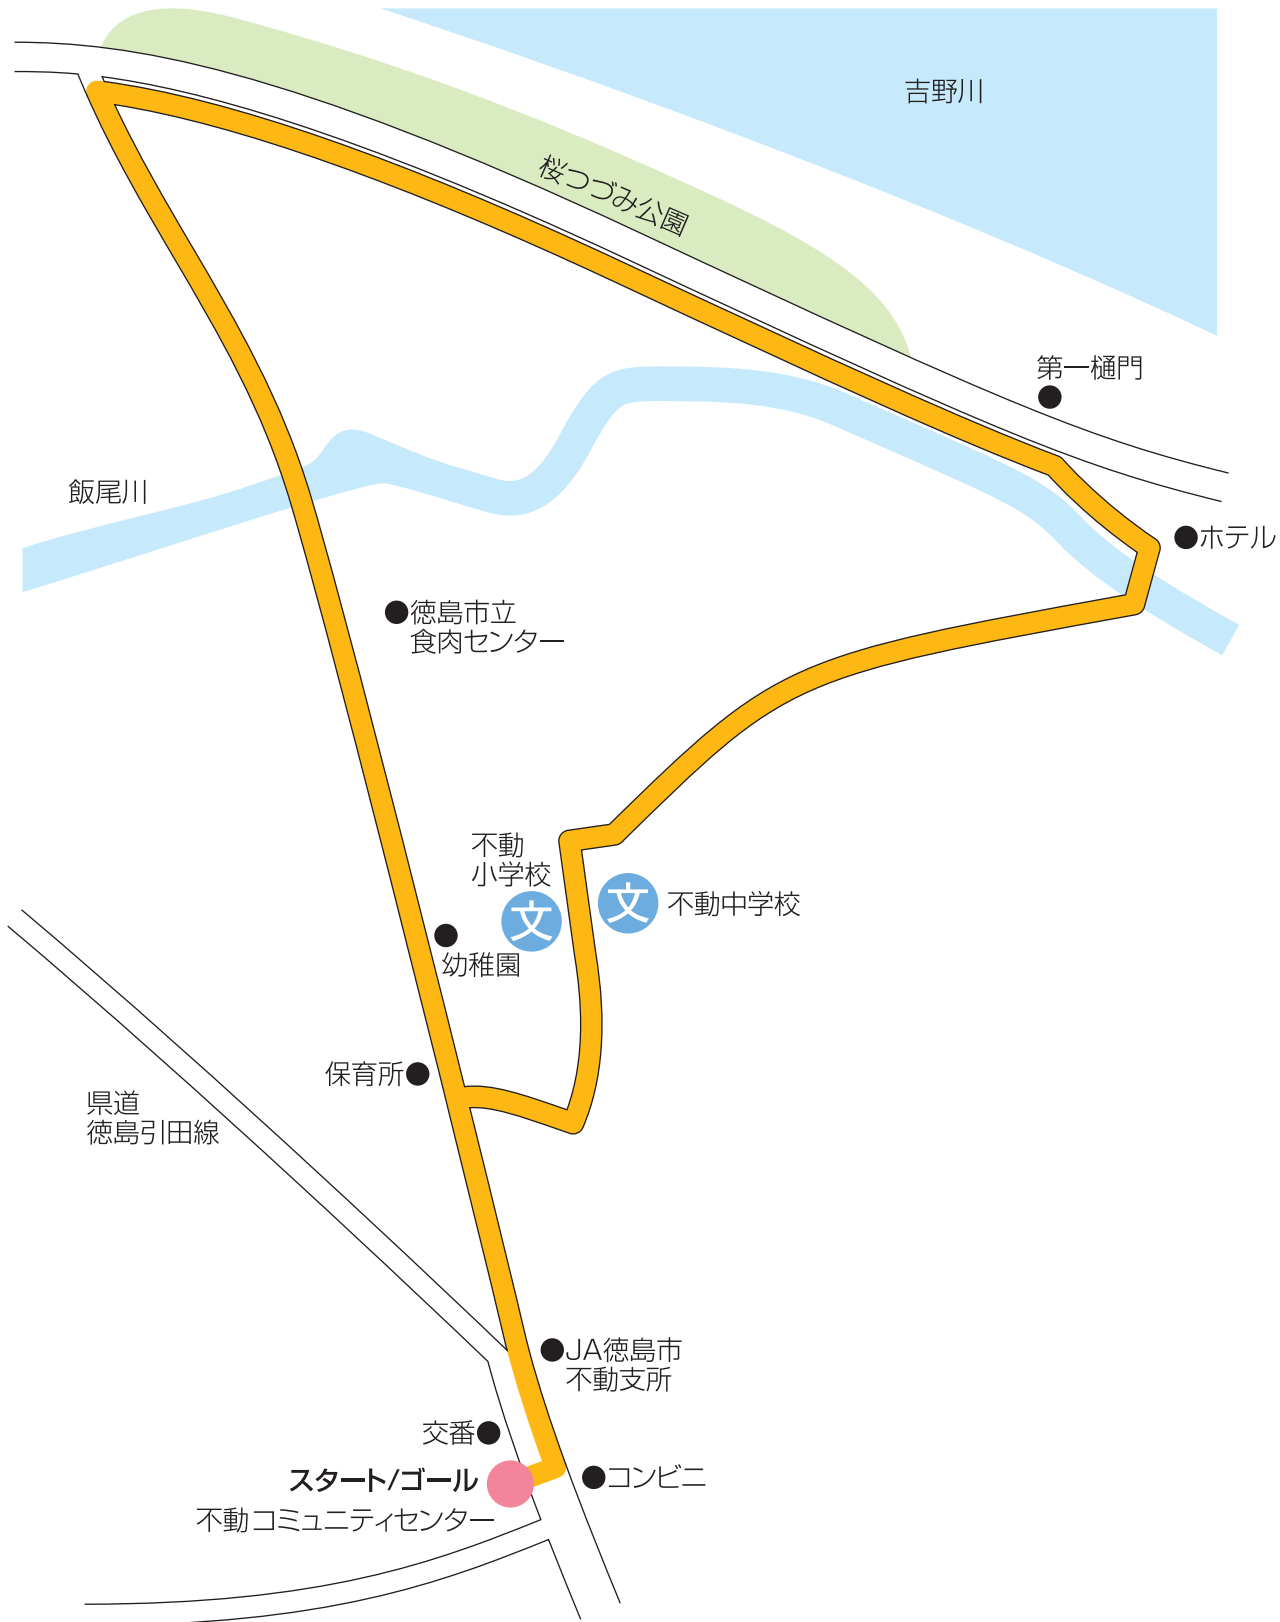 吉野川
桜つづみ公園
第一樋門
飯尾川
ホテル
徳島市立
食肉センター
不動
小学校
文
文
不動中学校
幼稚園
保育所
県道
徳島引田線
JA徳島市
不動支所
交番
スタート/ゴール
コンビニ
不動コミュニティセンター